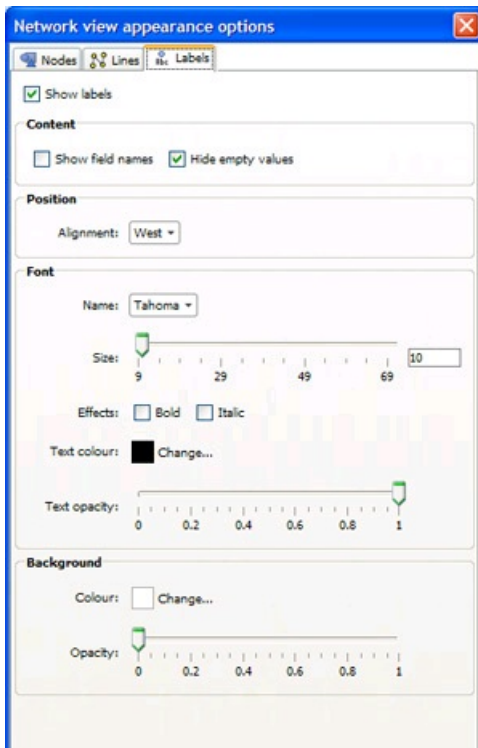 Network view appearance options
Nodes Lines Abc Labels
Show labels
Content
Show field names Hide empty values
Position
Alignment: West
Font
Name: Tahoma
Size: 10
9 29 49 69
Effects: Bold Italic
Text colour: Change...
Text opacity:
0 0.2 0.4 0.6 0.8 1
Background
Colour: Change...
Opacity:
0 0.2 0.4 0.6 0.8 1